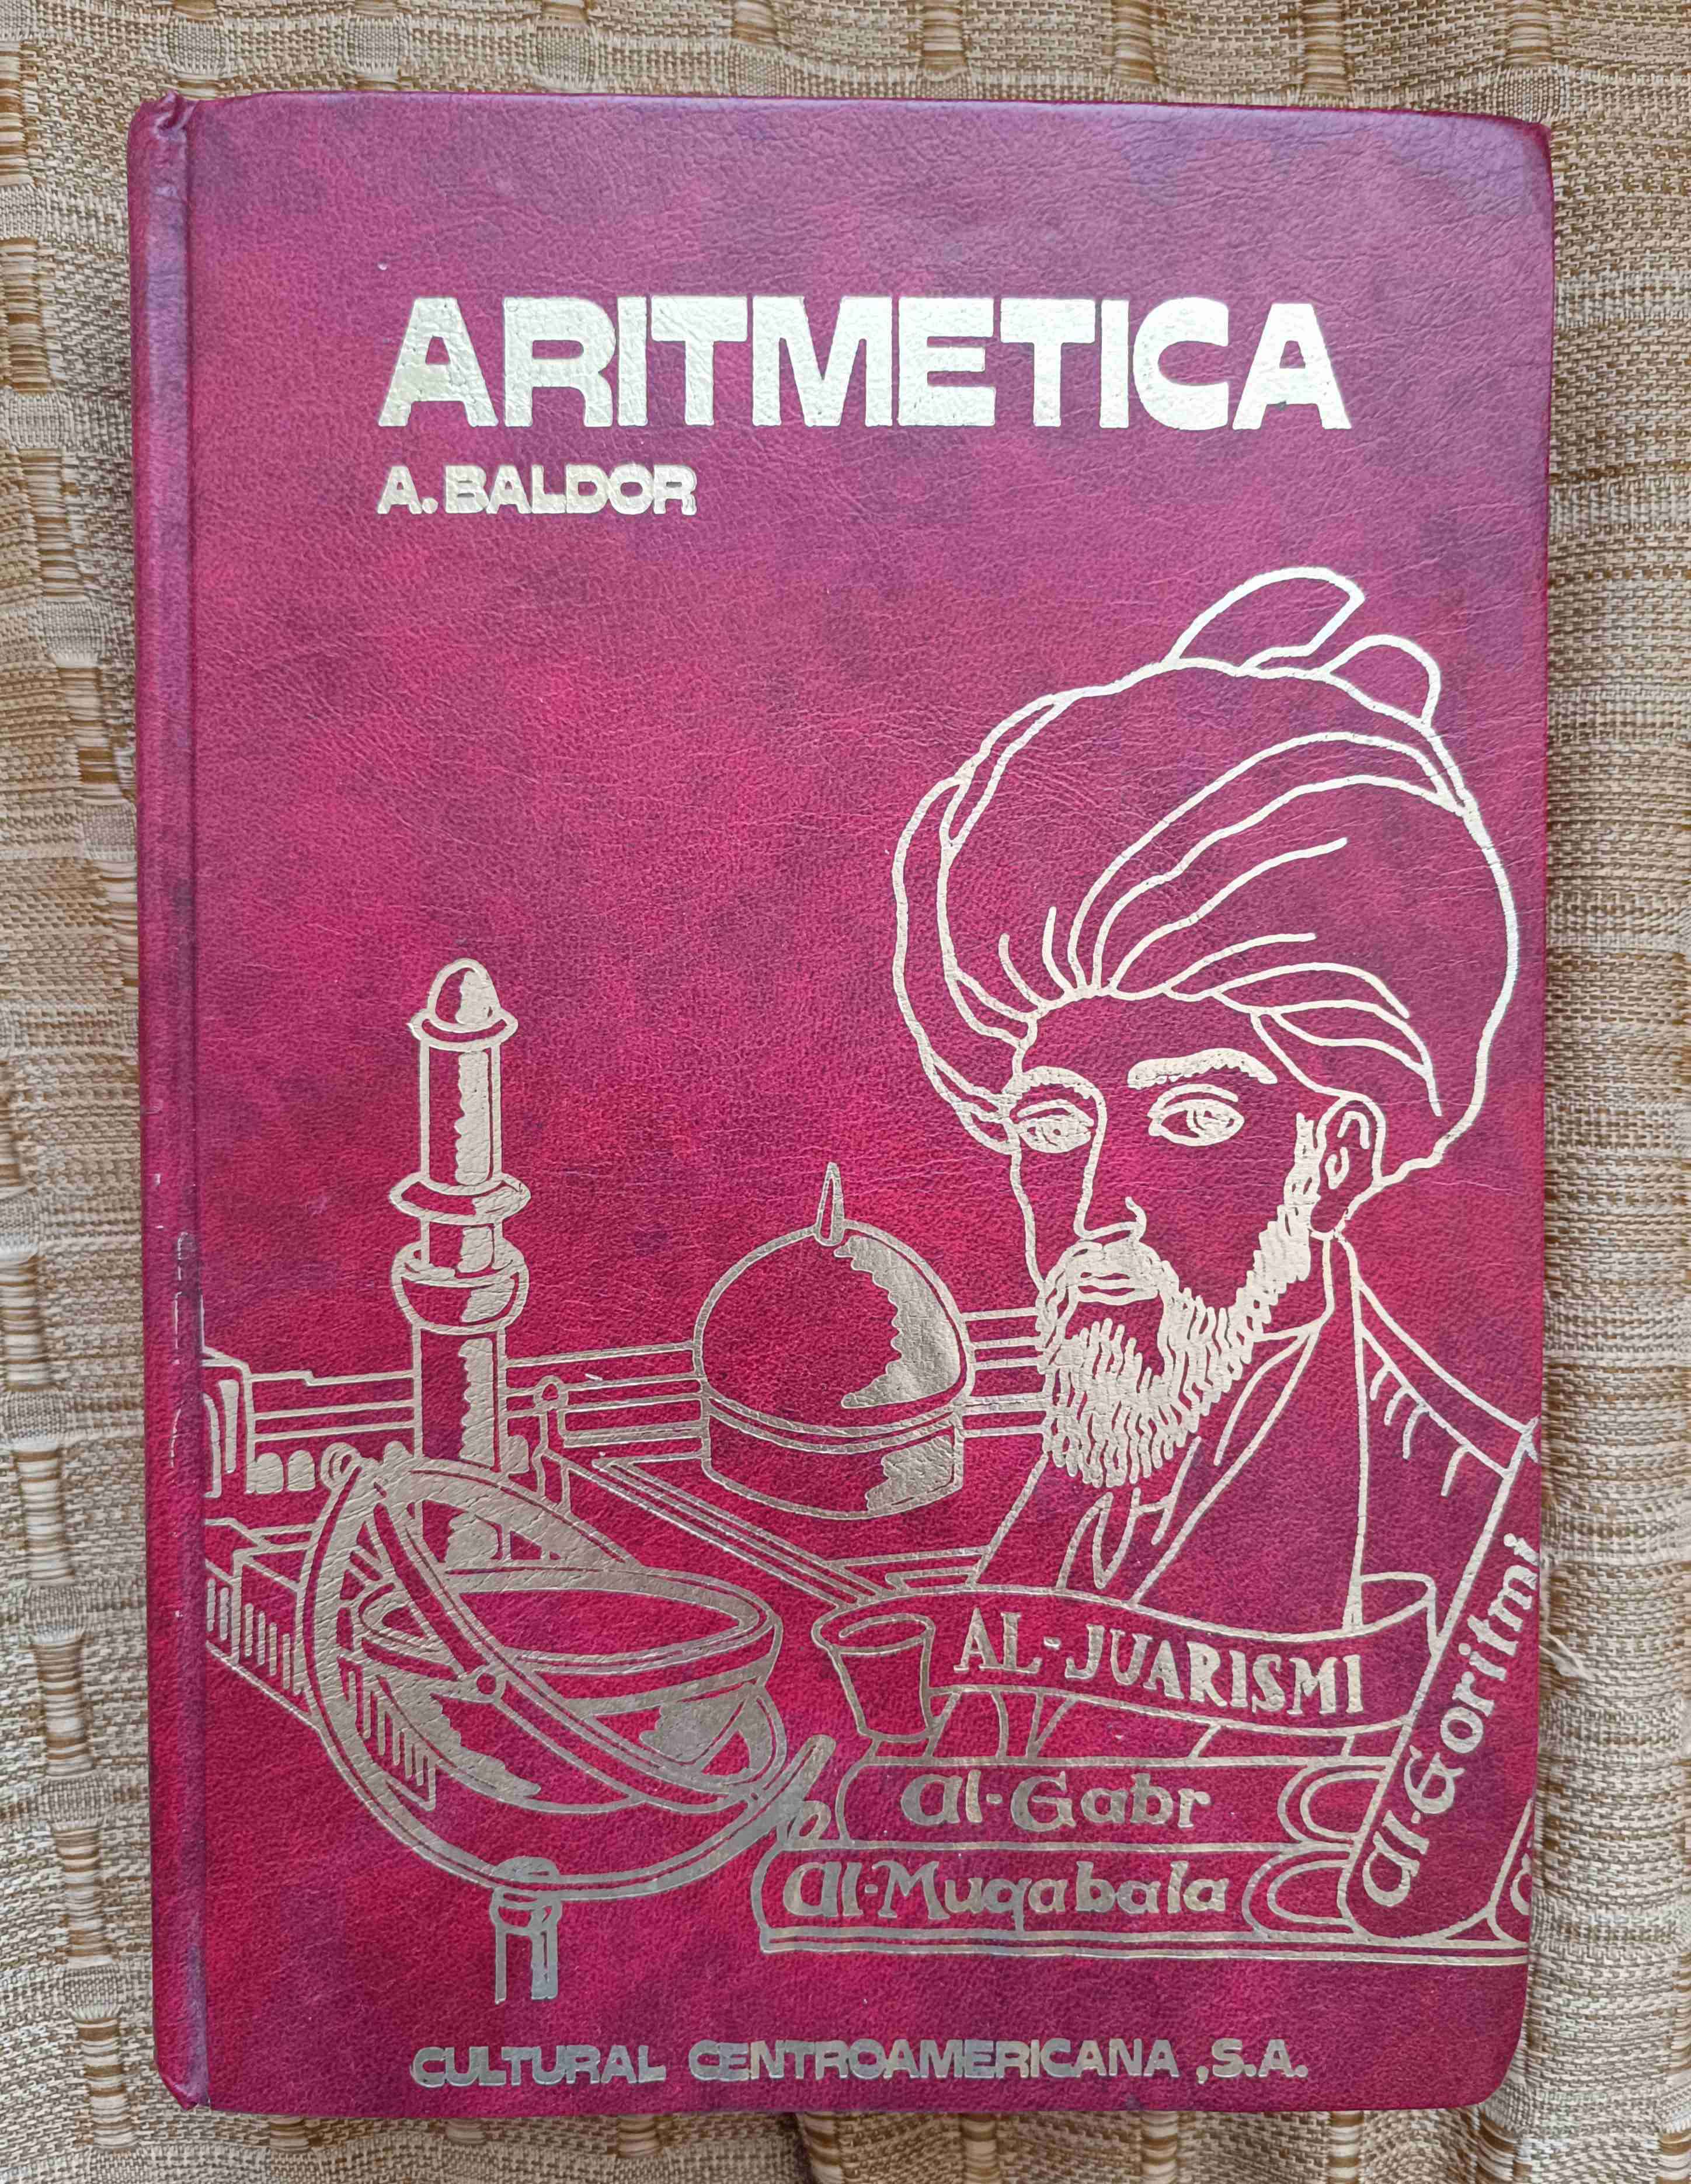 ARITMETICA
A. BALDOR
AL-JUARISMI
al-Goritmi
al-Gabr
al-Muqabala
CULTURAL CENTROAMERICANA ,S.A.